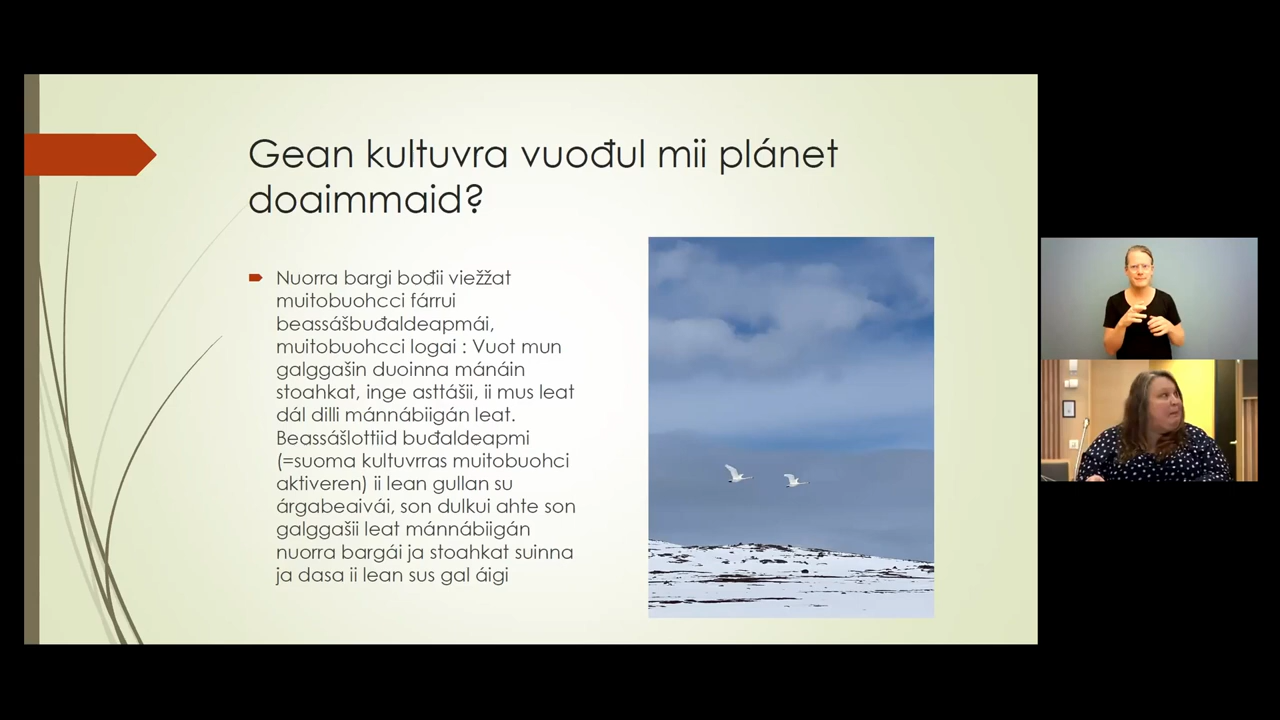 Gean kultuvra vuođul mii plánet
doaimmaid?
Nuorra bargi bođii viežžat
muitobuohcci fárrui
beassášbuđaldeapmái,
muitobuohcci logai : Vuot mun
galggašin duoinna mánáin
stoahkat, inge asttášii, ii mus leat
dál dilli mánnábiigán leat.
Beassášlottiid buđaldeapmi
(=suoma kultuvrras muitobuohci
aktiveren) ii lean gullan su
árgabeaivái, son dulkui ahte son
galggašii leat mánnábiigán
nuorra bargái ja stoahkat suinna
ja dasa ii lean sus gal áigi